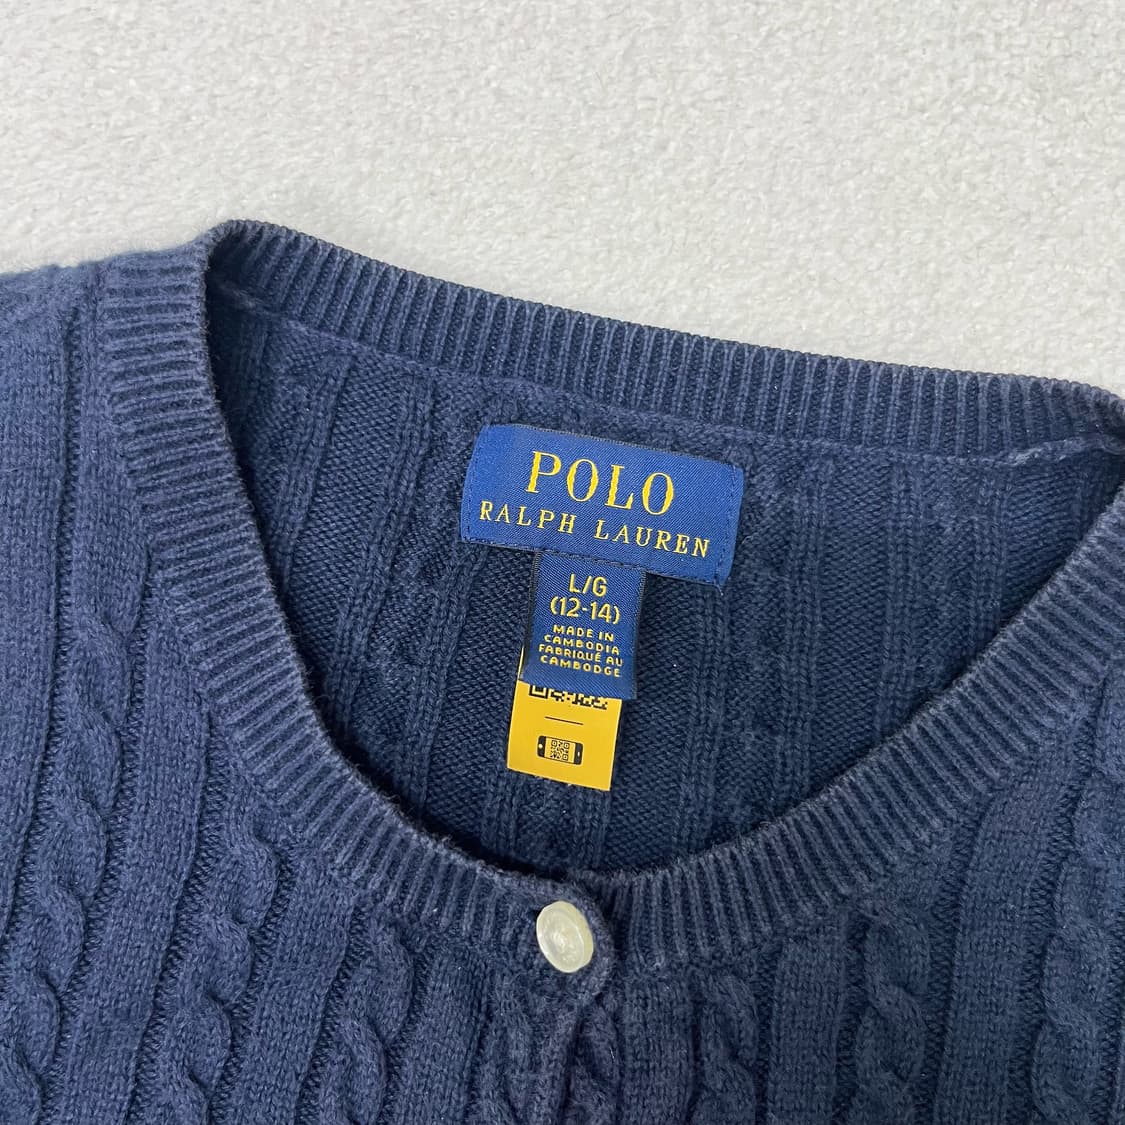 POLO
RALPH LAUREN
L/G
(12-14)
MADE IN
CAMBODIA
FABRIQUÉ AU
CAMBODGE